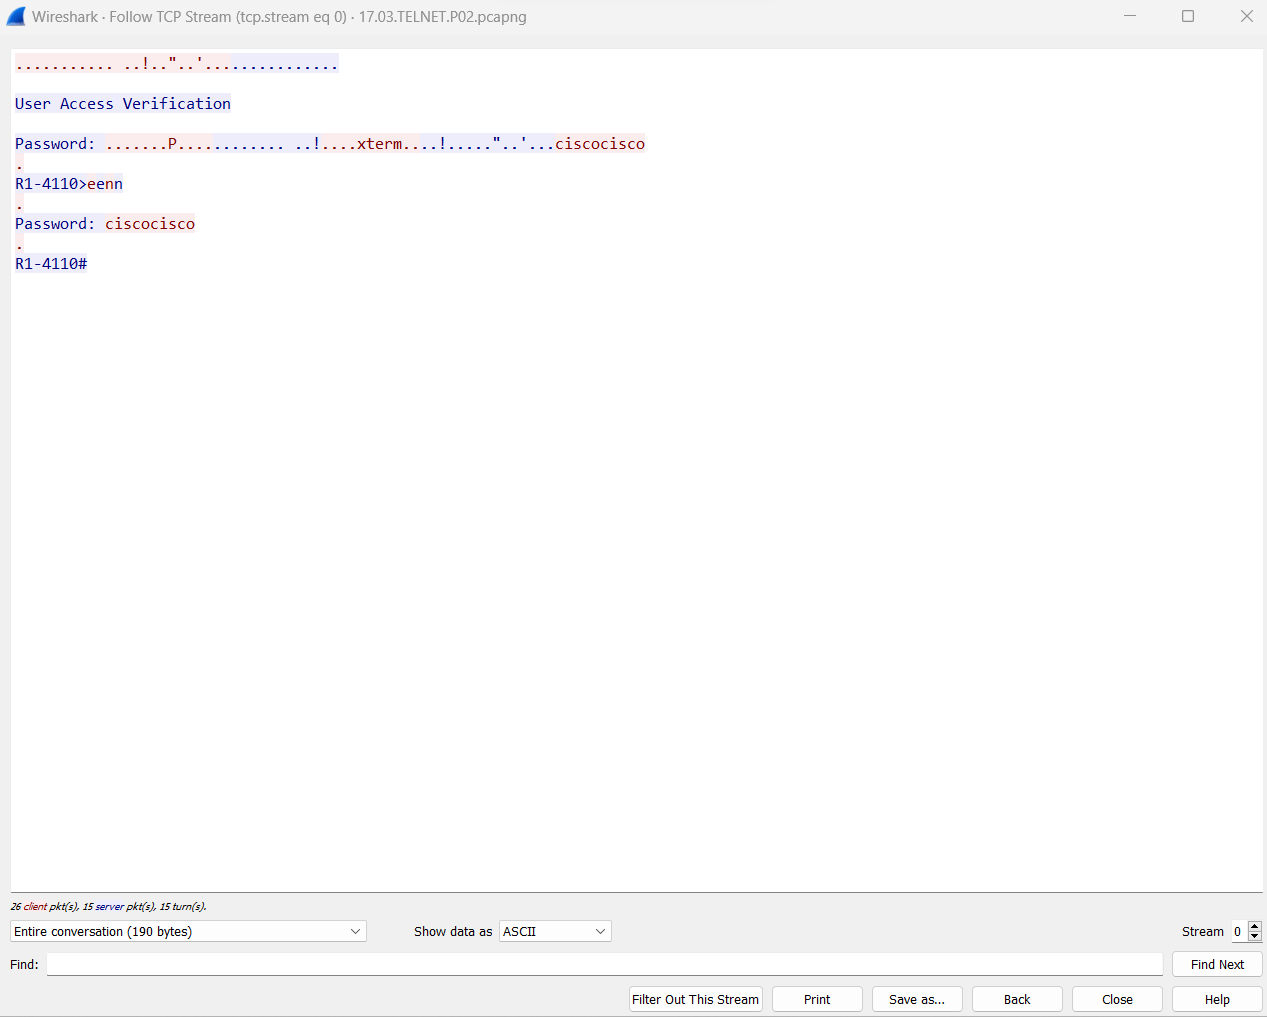 Wireshark · Follow TCP Stream (tcp.stream eq 0) · 17.03.TELNET.P02.pcapng
........... ..!.."..'...............
User Access Verification
Password: .......P............ ..!....xterm....!....."..'...ciscocisco
.
R1-4110>eenn
.
Password: ciscocisco
.
R1-4110#
26 client pkt(s), 15 server pkt(s), 15 turn(s).
Entire conversation (190 bytes) Show data as ASCII Stream 0
Find: Find Next
Filter Out This Stream Print Save as... Back Close Help